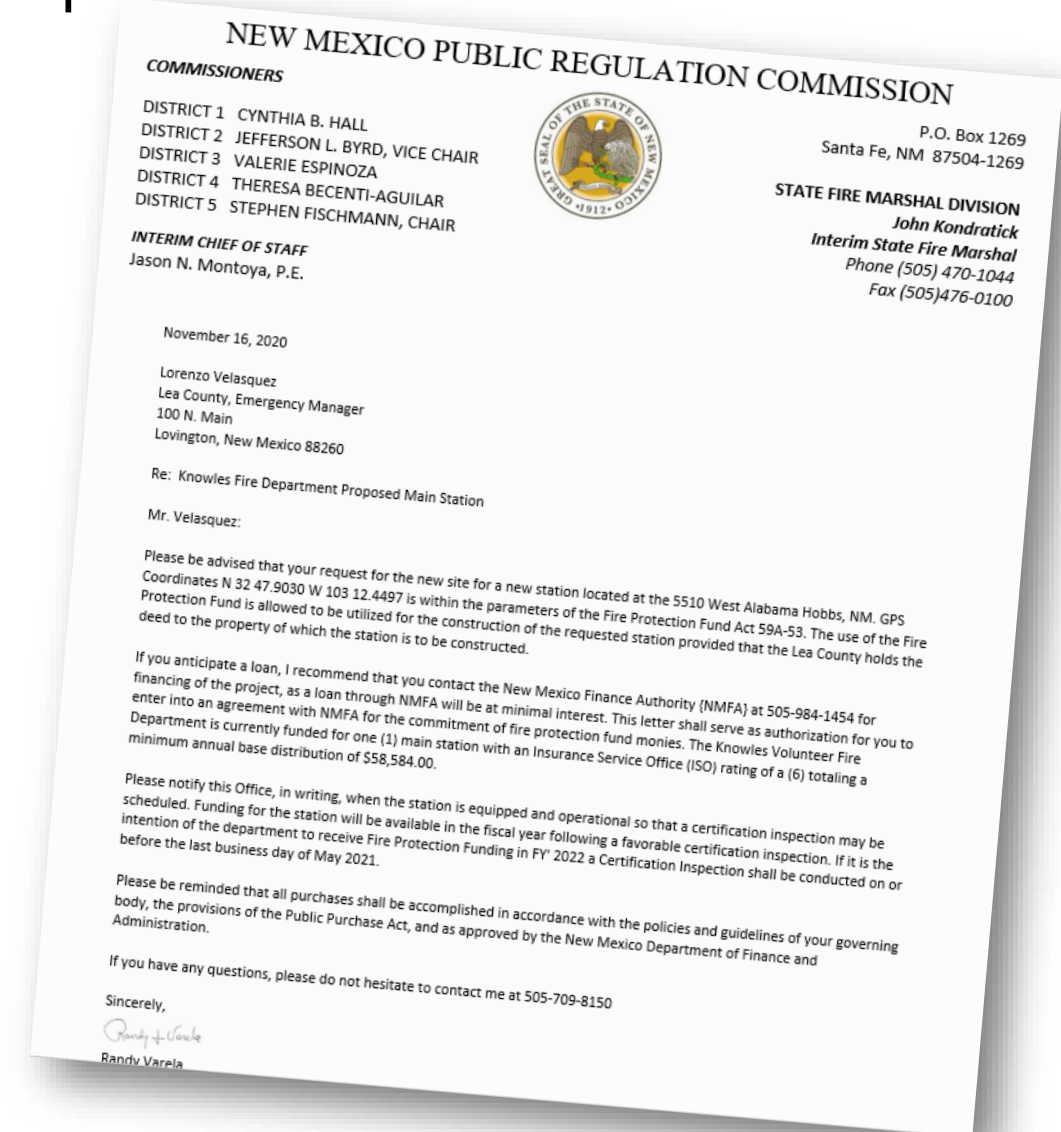 NEW MEXICO PUBLIC REGULATION COMMISSION
COMMISSIONERS
DISTRICT 1 CYNTHIA B. HALL
DISTRICT 2 JEFFERSON L. BYRD, VICE CHAIR
DISTRICT 3 VALERIE ESPINOZA
DISTRICT 4 THERESA BECENTI-AGUILAR
DISTRICT 5 STEPHEN FISCHMANN, CHAIR
INTERIM CHIEF OF STAFF
Jason N. Montoya, P.E.
GREAT SEAL OF THE STATE OF NEW MEXICO
•1912•
P.O. Box 1269
Santa Fe, NM 87504-1269
STATE FIRE MARSHAL DIVISION
John Kondratick
Interim State Fire Marshal
Phone (505) 470-1044
Fax (505)476-0100
November 16, 2020
Lorenzo Velasquez
Lea County, Emergency Manager
100 N. Main
Lovington, New Mexico 88260
Re: Knowles Fire Department Proposed Main Station
Mr. Velasquez:
Please be advised that your request for the new site for a new station located at the 5510 West Alabama Hobbs, NM. GPS
Coordinates N 32 47.9030 W 103 12.4497 is within the parameters of the Fire Protection Fund Act 59A-53. The use of the Fire
Protection Fund is allowed to be utilized for the construction of the requested station provided that the Lea County holds the
deed to the property of which the station is to be constructed.
If you anticipate a loan, I recommend that you contact the New Mexico Finance Authority {NMFA} at 505-984-1454 for
financing of the project, as a loan through NMFA will be at minimal interest. This letter shall serve as authorization for you to
enter into an agreement with NMFA for the commitment of fire protection fund monies. The Knowles Volunteer Fire
Department is currently funded for one (1) main station with an Insurance Service Office (ISO) rating of a (6) totaling a
minimum annual base distribution of $58,584.00.
Please notify this Office, in writing, when the station is equipped and operational so that a certification inspection may be
scheduled. Funding for the station will be available in the fiscal year following a favorable certification inspection. If it is the
intention of the department to receive Fire Protection Funding in FY' 2022 a Certification Inspection shall be conducted on or
before the last business day of May 2021.
Please be reminded that all purchases shall be accomplished in accordance with the policies and guidelines of your governing
body, the provisions of the Public Purchase Act, and as approved by the New Mexico Department of Finance and
Administration.
If you have any questions, please do not hesitate to contact me at 505-709-8150
Sincerely,
Randy Varela
Randy Varela